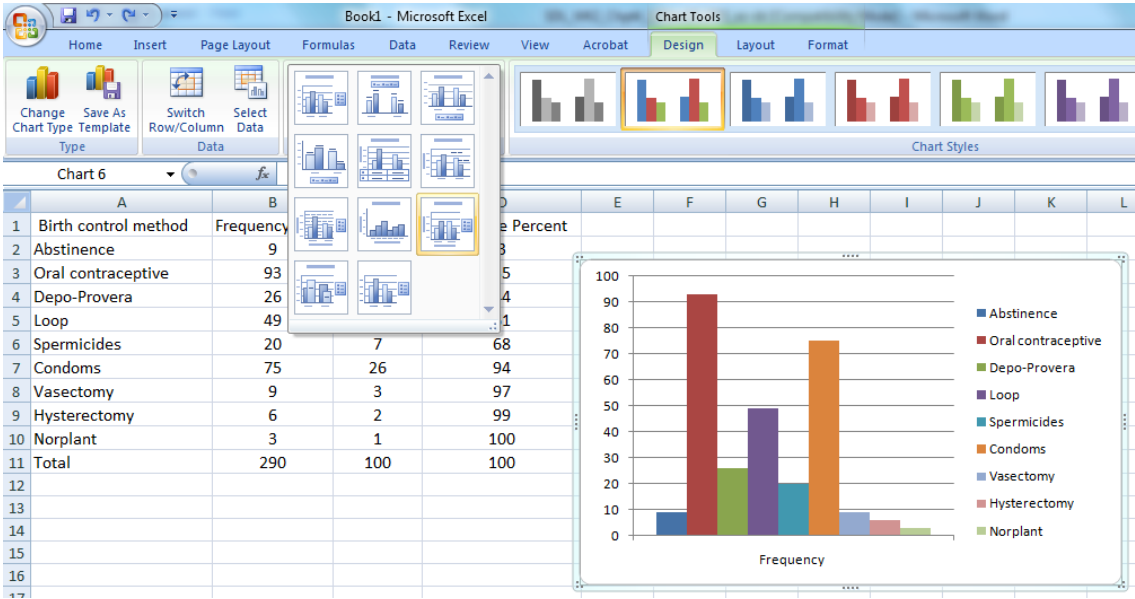 Book1 - Microsoft Excel
Chart Tools
Home Insert Page Layout Formulas Data Review View Acrobat Design Layout Format
Change Chart Type
Save As Template
Switch Row/Column
Select Data
Type
Data
Chart Styles
Chart 6
fx
A B D E F G H I J K L
1 Birth control method Frequency e Percent
2 Abstinence 9
3 Oral contraceptive 93 5
4 Depo-Provera 26 4
5 Loop 49 1
6 Spermicides 20 7 68
7 Condoms 75 26 94
8 Vasectomy 9 3 97
9 Hysterectomy 6 2 99
10 Norplant 3 1 100
11 Total 290 100 100
12
13
14
15
16
17
100
90
80
70
60
50
40
30
20
10
0
Frequency
Abstinence
Oral contraceptive
Depo-Provera
Loop
Spermicides
Condoms
Vasectomy
Hysterectomy
Norplant